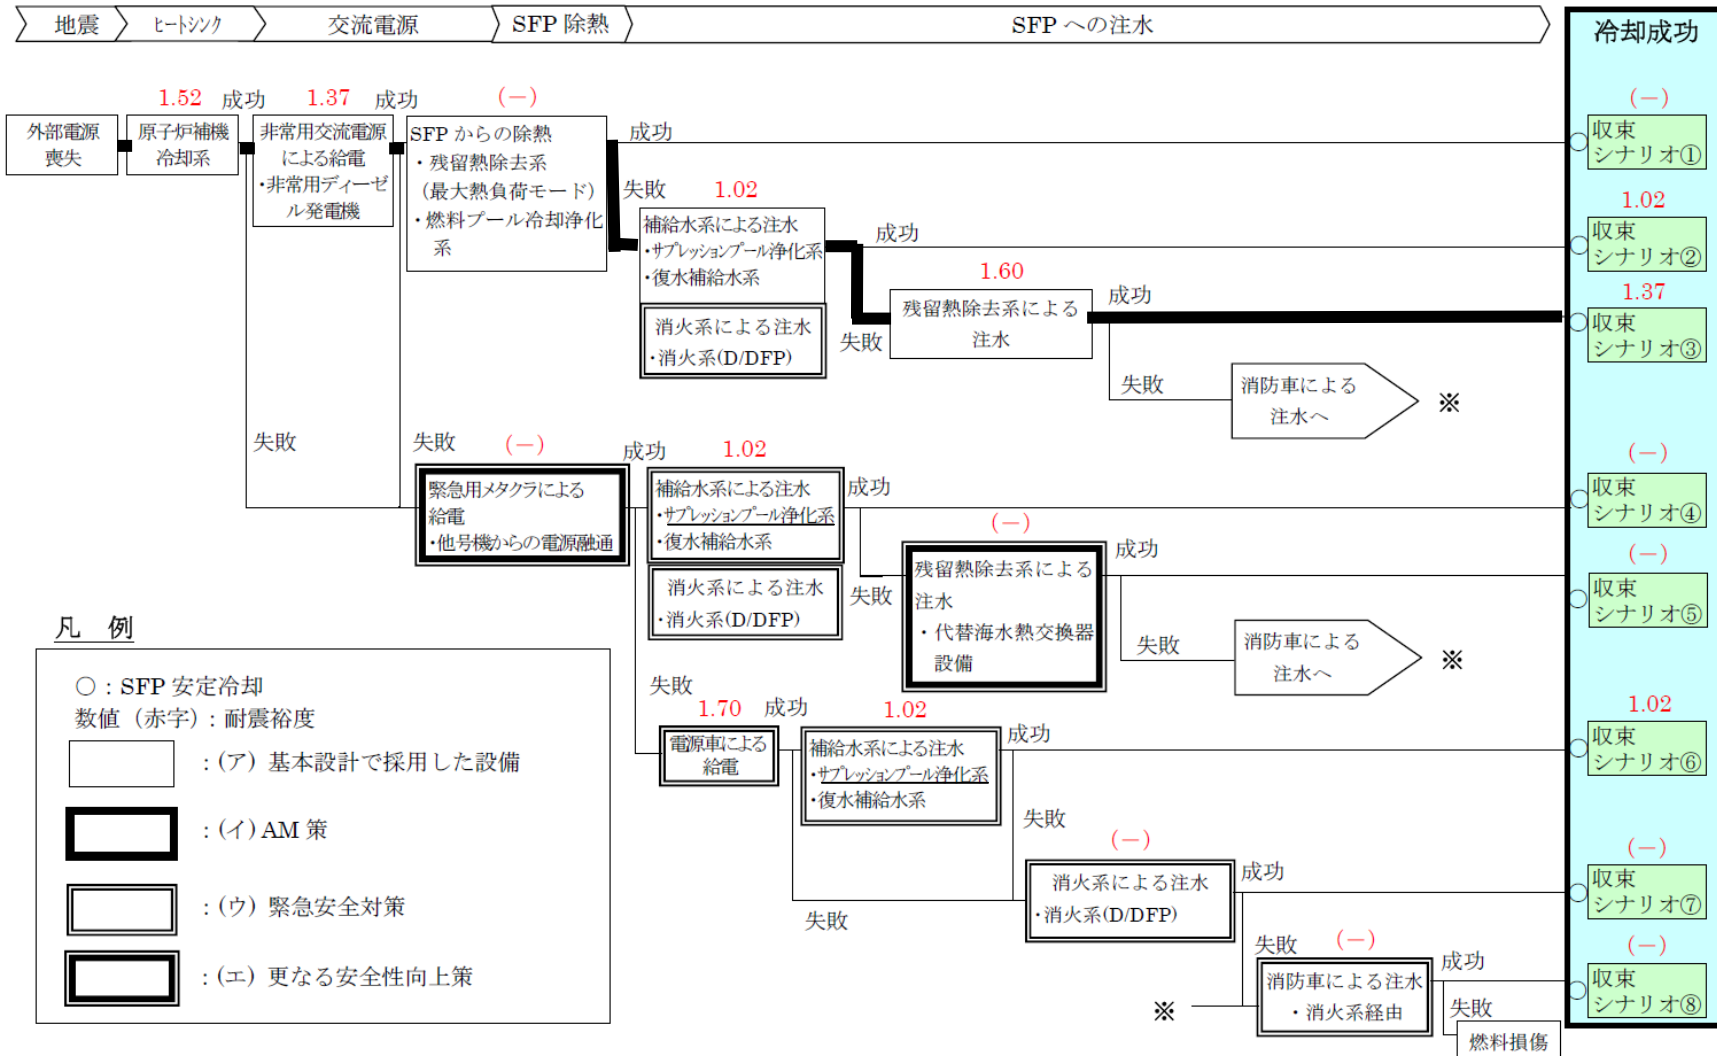 地震
ヒートシンク
交流電源
SFP 除熱
SFP への注水
冷却成功
1.52
成功
1.37
成功
(－)
(－)
外部電源
喪失
原子炉補機
冷却系
非常用交流電源
による給電
・非常用ディーゼ
ル発電機
SFP からの除熱
・残留熱除去系
（最大熱負荷モード）
・燃料プール冷却浄化
系
成功
収束
シナリオ①
失敗
1.02
補給水系による注水
・サプレッションプール浄化系
・復水補給水系
消火系による注水
・消火系(D/DFP)
成功
1.02
収束
シナリオ②
失敗
1.60
残留熱除去系による
注水
成功
1.37
収束
シナリオ③
失敗
消防車による
注水へ
※
失敗
失敗
(－)
緊急用メタクラによる
給電
・他号機からの電源融通
成功
1.02
補給水系による注水
・サプレッションプール浄化系
・復水補給水系
消火系による注水
・消火系(D/DFP)
成功
(－)
収束
シナリオ④
失敗
(－)
残留熱除去系による
注水
・代替海水熱交換器
設備
成功
(－)
収束
シナリオ⑤
失敗
消防車による
注水へ
※
失敗
1.70
電源車による
給電
成功
1.02
補給水系による注水
・サプレッションプール浄化系
・復水補給水系
成功
1.02
収束
シナリオ⑥
失敗
失敗
(－)
消火系による注水
・消火系(D/DFP)
成功
(－)
収束
シナリオ⑦
失敗
(－)
※
消防車による注水
・消火系経由
成功
(－)
収束
シナリオ⑧
失敗
燃料損傷
凡　例
○：SFP 安定冷却
数値（赤字）：耐震裕度
：(ア) 基本設計で採用した設備
：(イ) AM 策
：(ウ) 緊急安全対策
：(エ) 更なる安全性向上策